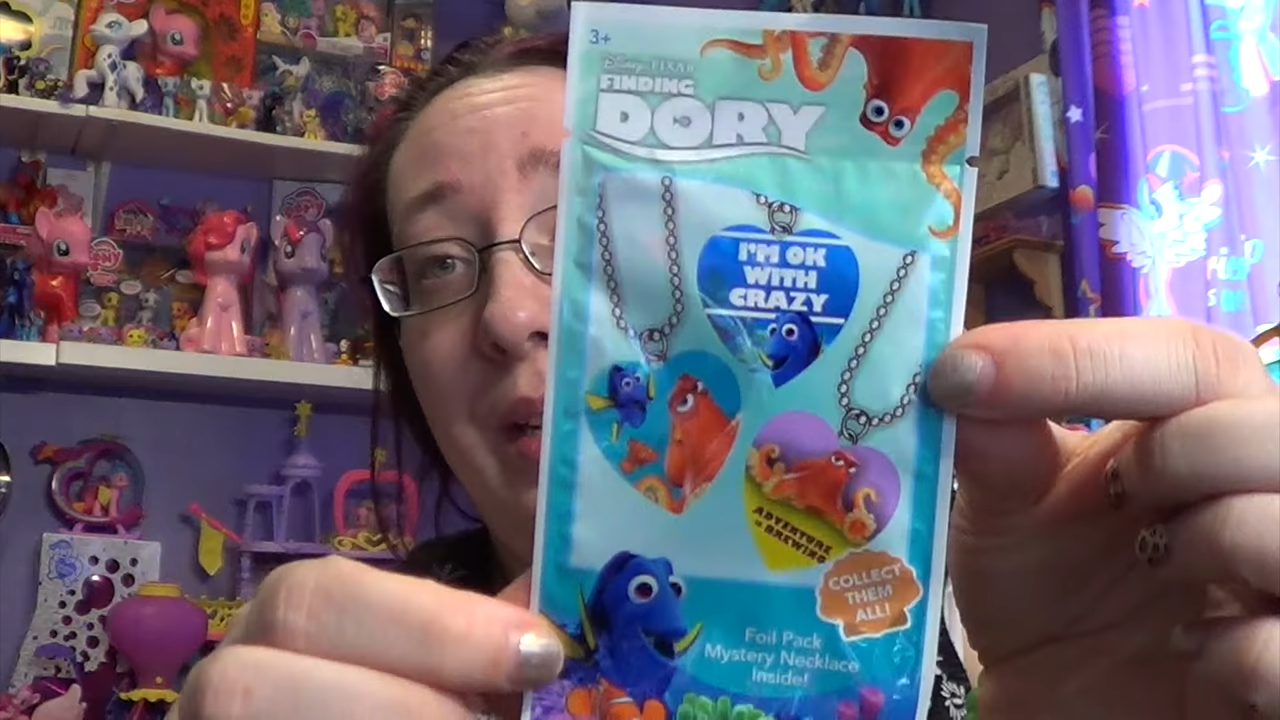 3+
Disney PIXAR
FINDING
DORY
I'M OK
WITH
CRAZY
ADVENTURE
IS BREWING
COLLECT
THEM
ALL!
Foil Pack
Mystery Necklace
Inside!